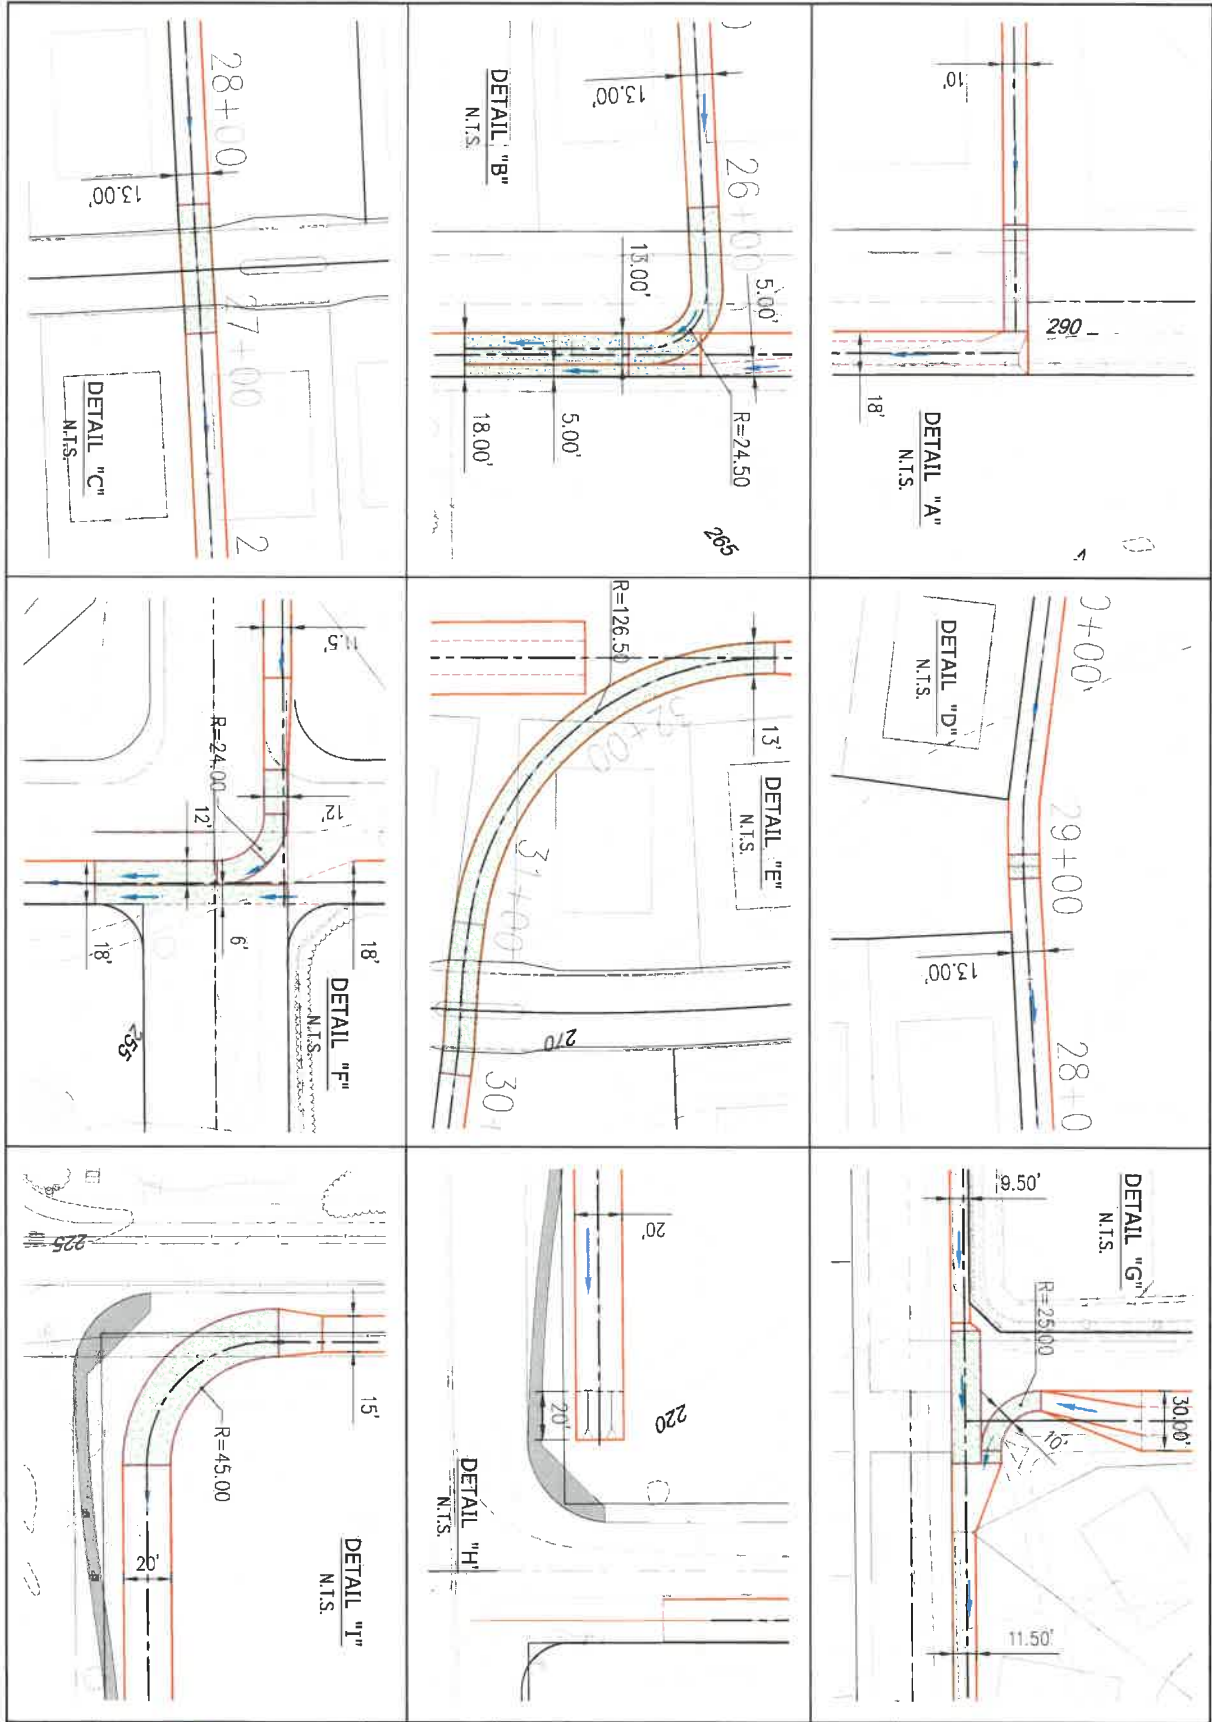 DETAIL "A"
N.T.S.
10'
18'
290
DETAIL "B"
N.T.S.
13.00'
26+00
13.00'
5.00'
R=24.50
5.00'
18.00'
265
DETAIL "C"
N.T.S.
28+00
13.00'
27+00
2
DETAIL "D"
N.T.S.
0+00
29+00
13.00'
28+0
DETAIL "E"
N.T.S.
R=126.50
13'
32+00
31+00
270
30
DETAIL "F"
N.T.S.
11.5'
R=24.00
12'
12'
6'
18'
18'
255
DETAIL "G"
N.T.S.
9.50'
R=25.00
30.00'
10'
11.50'
DETAIL "H"
N.T.S.
20'
20'
220
DETAIL "I"
N.T.S.
225
15'
R=45.00
20'